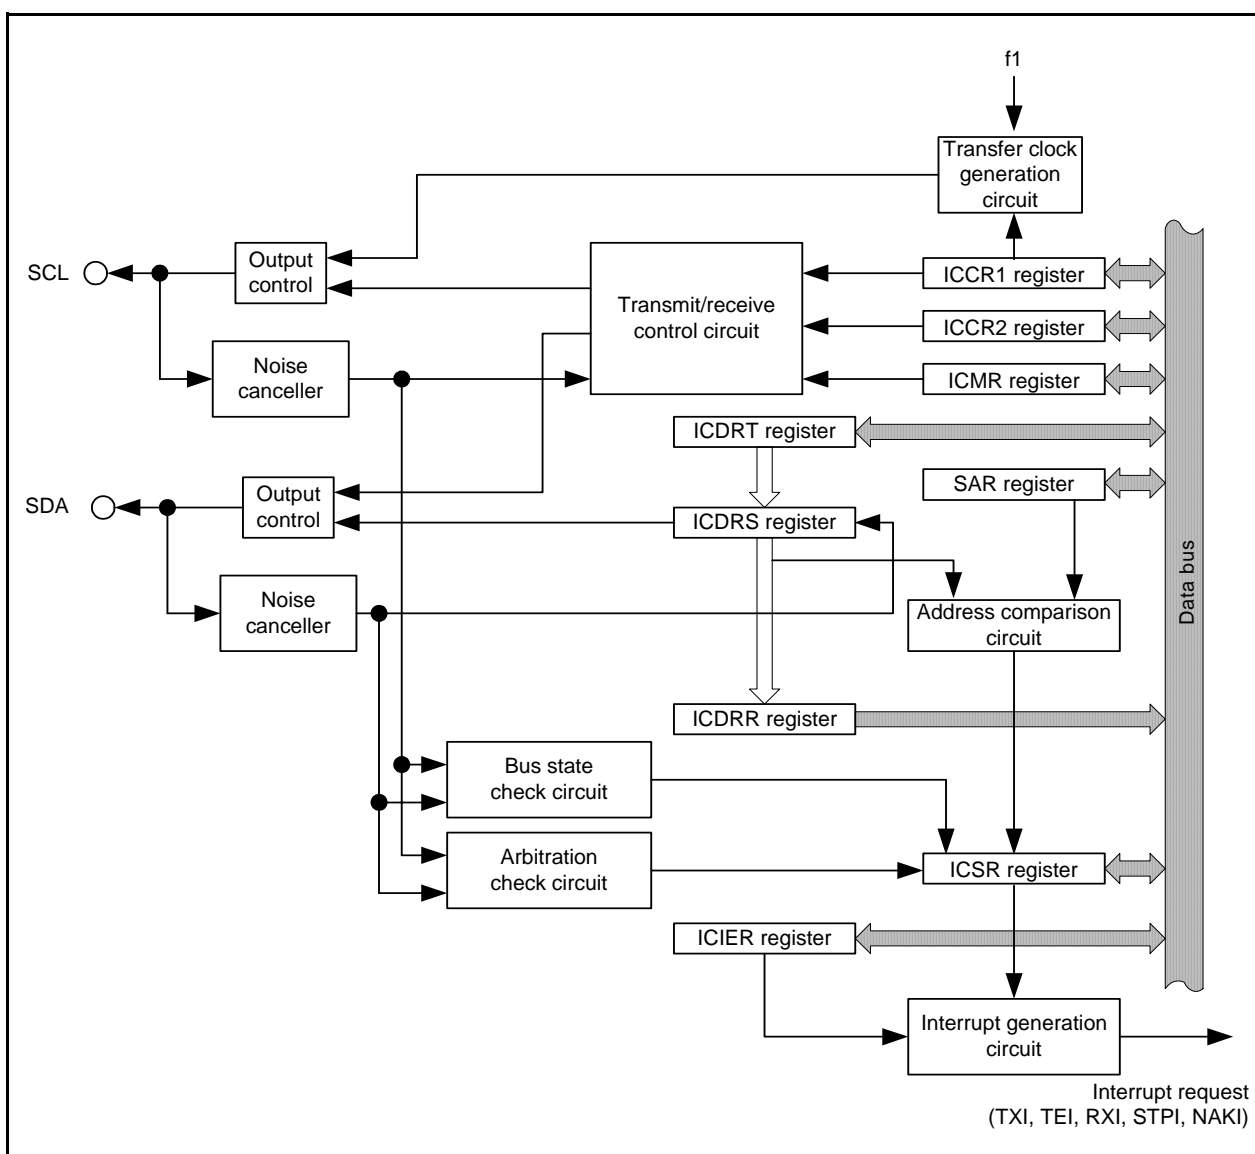 f1
Transfer clock
generation
circuit
SCL
Output
control
Transmit/receive
control circuit
ICCR1 register
ICCR2 register
ICMR register
Noise
canceller
ICDRT register
SAR register
SDA
Output
control
ICDRS register
Data bus
Noise
canceller
Address comparison
circuit
ICDRR register
Bus state
check circuit
Arbitration
check circuit
ICSR register
ICIER register
Interrupt generation
circuit
Interrupt request
(TXI, TEI, RXI, STPI, NAKI)